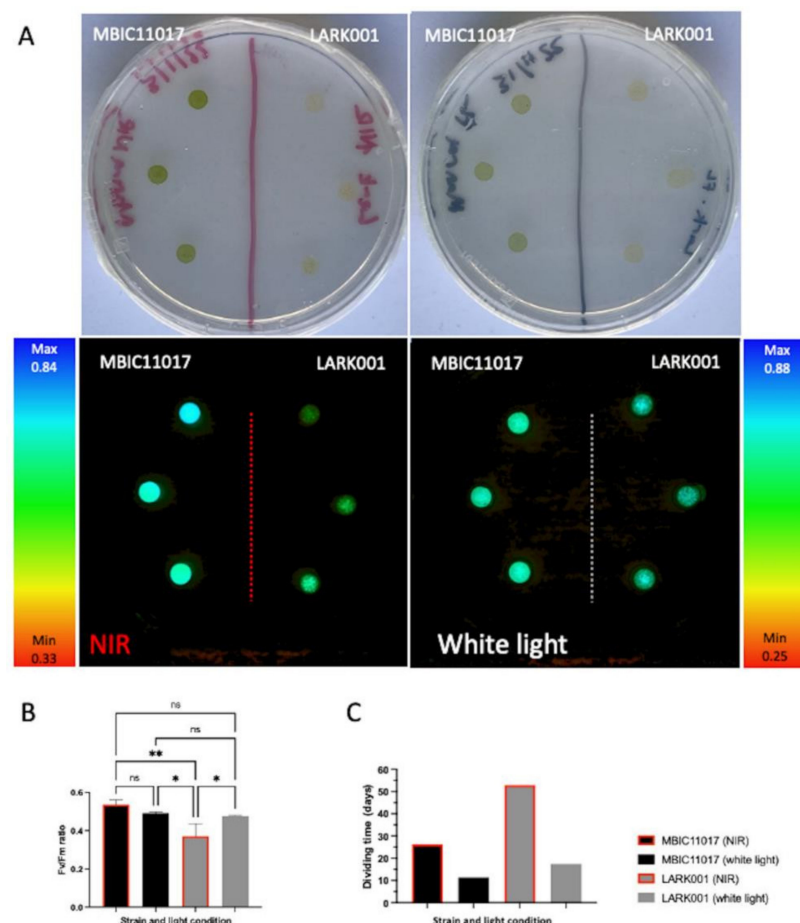 A
MBIC11017 LARK001
MBIC11017 LARK001
Max
0.84
MBIC11017 LARK001
MBIC11017 LARK001
Max
0.88
Min
0.33
NIR
White light
Min
0.25
B
C
ns
ns
**
ns * *
0.6
0.4
0.2
0.0
Fv/Fm ratio
Strain and light condition
60
50
40
30
20
10
0
Dividing time (days)
Strain and light condition
MBIC11017 (NIR)
MBIC11017 (white light)
LARK001 (NIR)
LARK001 (white light)